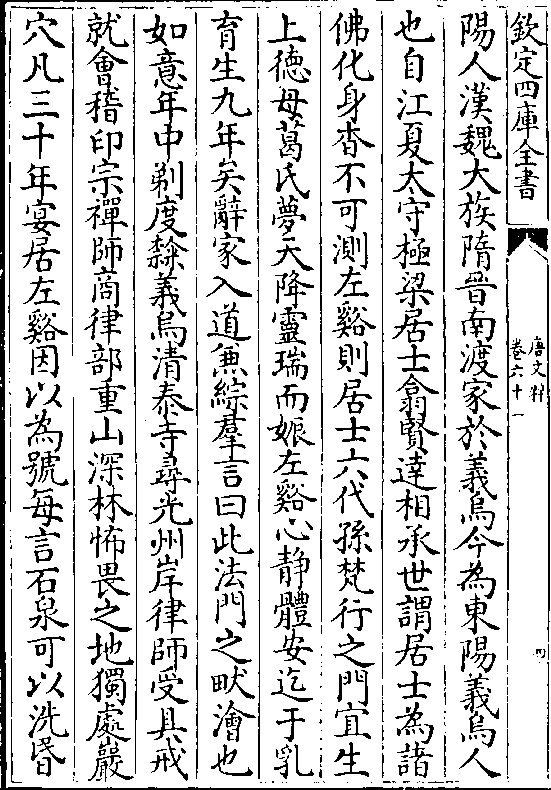 欽定四庫全書
唐文粹
卷六十一
四
陽人漢魏大族隋晉南渡家於義烏今為東陽義烏人
也自江夏太守極梁居士翕賢達相承世謂居士為諸
佛化身杳不可測左谿則居士六代孫梵行之門宜生
上德母葛氏夢天降靈瑞而娠左谿心静體安迄于乳
育生九年矣辭家入道兼綜羣言曰此法門之畎澮也
如意年中剃度隸義烏清泰寺尋光州岸律師受具戒
就會稽印宗禪師商律部重山深林怖畏之地獨處巖
穴凡三十年宴居左谿因以為號每言石泉可以洗昏